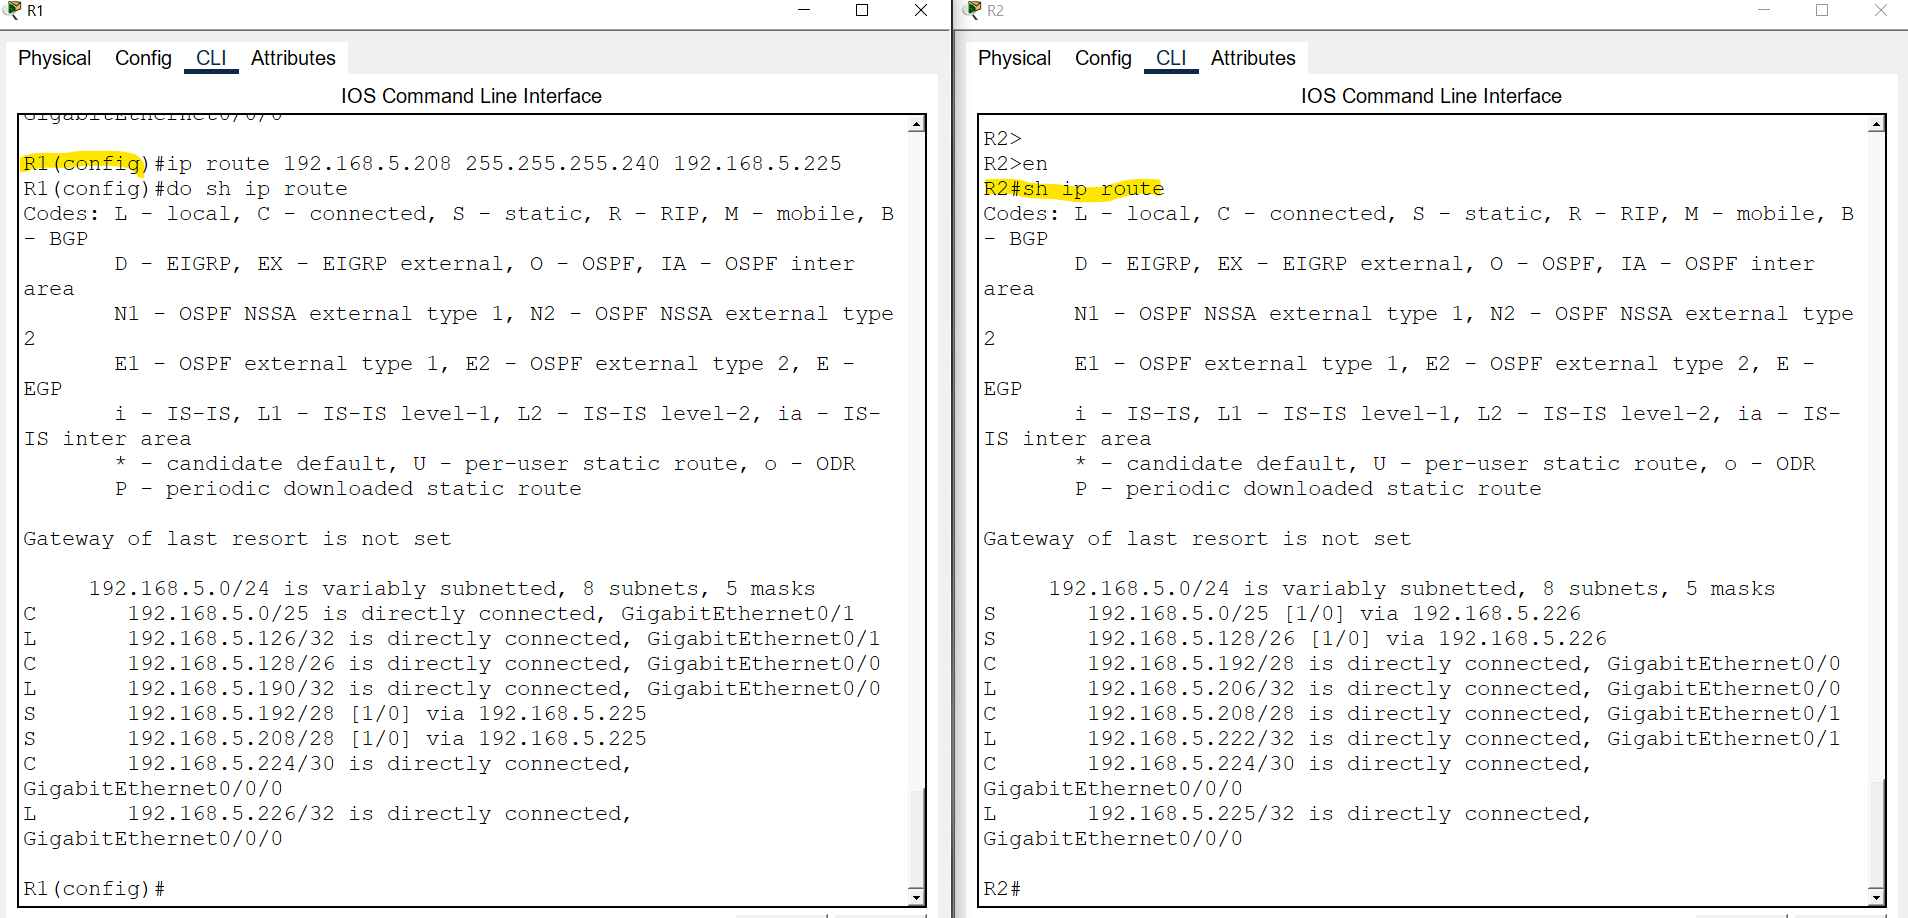 R1
Physical Config CLI Attributes
IOS Command Line Interface
GigabitEthernet0/0/0
R1(config)#ip route 192.168.5.208 255.255.255.240 192.168.5.225
R1(config)#do sh ip route
Codes: L - local, C - connected, S - static, R - RIP, M - mobile, B
- BGP
D - EIGRP, EX - EIGRP external, O - OSPF, IA - OSPF inter
area
N1 - OSPF NSSA external type 1, N2 - OSPF NSSA external type
2
E1 - OSPF external type 1, E2 - OSPF external type 2, E -
EGP
i - IS-IS, L1 - IS-IS level-1, L2 - IS-IS level-2, ia - IS-
IS inter area
* - candidate default, U - per-user static route, o - ODR
P - periodic downloaded static route
Gateway of last resort is not set
192.168.5.0/24 is variably subnetted, 8 subnets, 5 masks
C 192.168.5.0/25 is directly connected, GigabitEthernet0/1
L 192.168.5.126/32 is directly connected, GigabitEthernet0/1
C 192.168.5.128/26 is directly connected, GigabitEthernet0/0
L 192.168.5.190/32 is directly connected, GigabitEthernet0/0
S 192.168.5.192/28 [1/0] via 192.168.5.225
S 192.168.5.208/28 [1/0] via 192.168.5.225
C 192.168.5.224/30 is directly connected,
GigabitEthernet0/0/0
L 192.168.5.226/32 is directly connected,
GigabitEthernet0/0/0
R1(config)#
R2
Physical Config CLI Attributes
IOS Command Line Interface
R2>
R2>en
R2#sh ip route
Codes: L - local, C - connected, S - static, R - RIP, M - mobile, B
- BGP
D - EIGRP, EX - EIGRP external, O - OSPF, IA - OSPF inter
area
N1 - OSPF NSSA external type 1, N2 - OSPF NSSA external type
2
E1 - OSPF external type 1, E2 - OSPF external type 2, E -
EGP
i - IS-IS, L1 - IS-IS level-1, L2 - IS-IS level-2, ia - IS-
IS inter area
* - candidate default, U - per-user static route, o - ODR
P - periodic downloaded static route
Gateway of last resort is not set
192.168.5.0/24 is variably subnetted, 8 subnets, 5 masks
S 192.168.5.0/25 [1/0] via 192.168.5.226
S 192.168.5.128/26 [1/0] via 192.168.5.226
C 192.168.5.192/28 is directly connected, GigabitEthernet0/0
L 192.168.5.206/32 is directly connected, GigabitEthernet0/0
C 192.168.5.208/28 is directly connected, GigabitEthernet0/1
L 192.168.5.222/32 is directly connected, GigabitEthernet0/1
C 192.168.5.224/30 is directly connected,
GigabitEthernet0/0/0
L 192.168.5.225/32 is directly connected,
GigabitEthernet0/0/0
R2#